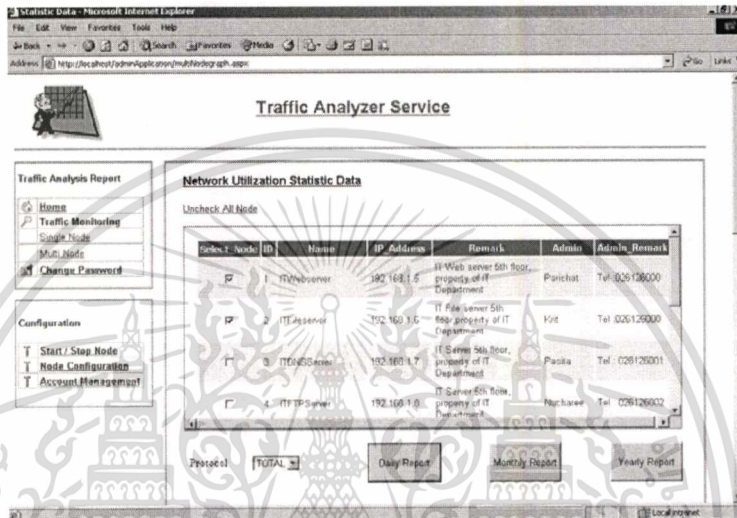 Statistic Data - Microsoft Internet Explorer
File Edit View Favorites Tools Help
Back Search Favorites Media
Address http://localhost/adminApplication/multiNodegraph.aspx Go Links
Traffic Analyzer Service
Traffic Analysis Report
Home
Traffic Monitoring
Single Node
Multi Node
Change Password
Configuration
Start / Stop Node
Node Configuration
Account Management
Network Utilization Statistic Data
Uncheck All Node
Select_Node ID Name IP_Address Remark Admin Admin_Remark
1 ITWebserver 192.168.1.5 IT Web server 5th floor, property of IT Department Parichat Tel :026126000
2 ITFileserver 192.168.1.6 IT File server 5th floor,property of IT Department Krit Tel :026126000
3 ITDNSServer 192.168.1.7 IT Server 5th floor, property of IT Department Pasita Tel : 026126001
4 ITFTPServer 192.168.1.8 IT Server 5th floor, property of IT Department Nucharee Tel : 026126002
Protocol TOTAL Daily Report Monthly Report Yearly Report
Local intranet